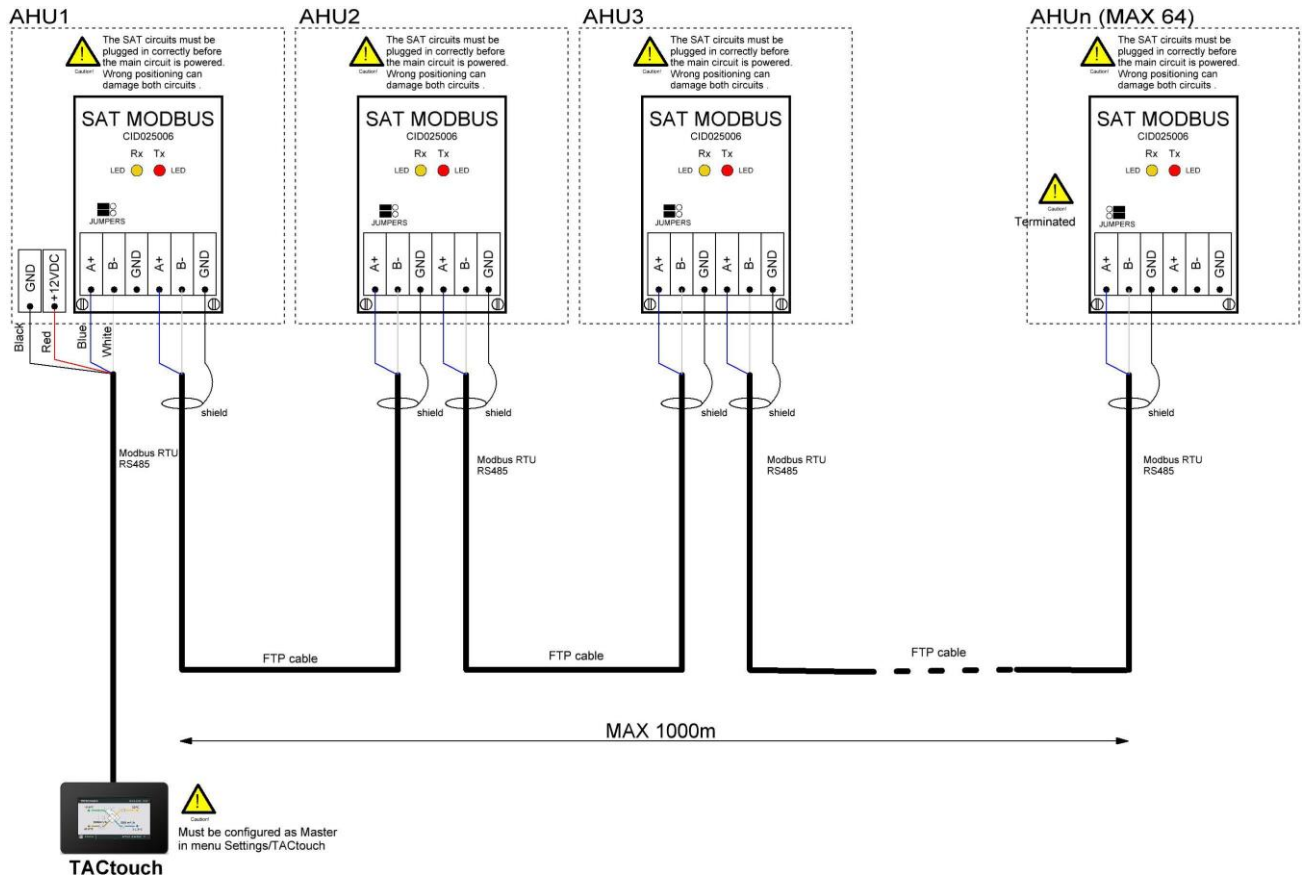 AHU1
AHU2
AHU3
AHUn (MAX 64)
Caution!
The SAT circuits must be
plugged in correctly before
the main circuit is powered.
Wrong positioning can
damage both circuits .
SAT MODBUS
CID025006
Rx Tx
LED LED
JUMPERS
A+ B- GND A+ B- GND
GND
+12VDC
Black
Red
Blue
White
shield
Modbus RTU
RS485
FTP cable
Caution!
The SAT circuits must be
plugged in correctly before
the main circuit is powered.
Wrong positioning can
damage both circuits .
SAT MODBUS
CID025006
Rx Tx
LED LED
JUMPERS
A+ B- GND A+ B- GND
shield
shield
Modbus RTU
RS485
FTP cable
Caution!
The SAT circuits must be
plugged in correctly before
the main circuit is powered.
Wrong positioning can
damage both circuits .
SAT MODBUS
CID025006
Rx Tx
LED LED
JUMPERS
A+ B- GND A+ B- GND
shield
shield
Modbus RTU
RS485
FTP cable
Caution!
The SAT circuits must be
plugged in correctly before
the main circuit is powered.
Wrong positioning can
damage both circuits .
SAT MODBUS
CID025006
Rx Tx
LED LED
Caution!
Terminated
JUMPERS
A+ B- GND A+ B- GND
shield
Modbus RTU
RS485
MAX 1000m
Caution!
Must be configured as Master
in menu Settings/TACtouch
TACtouch